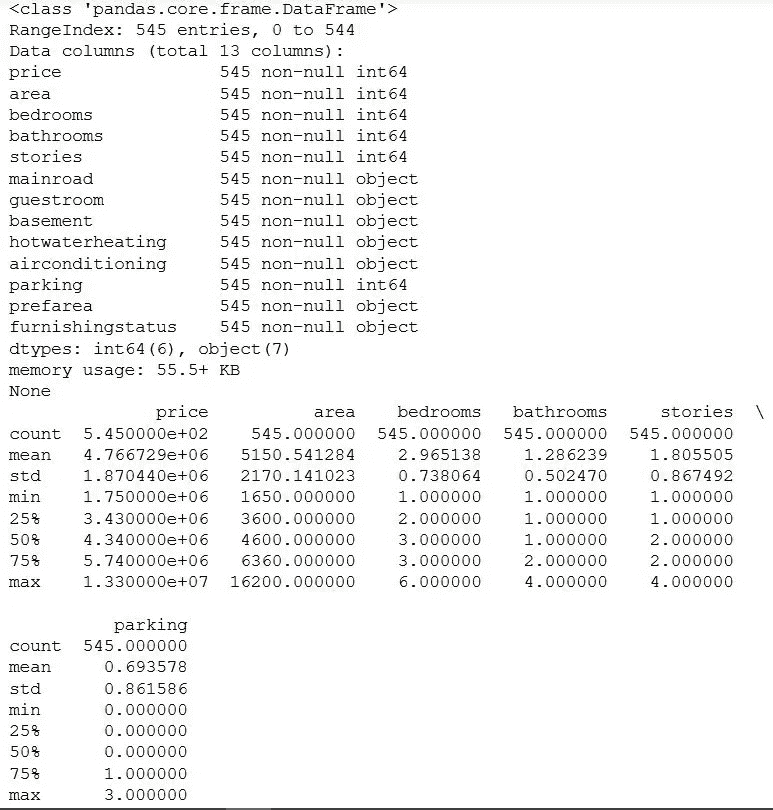 <class 'pandas.core.frame.DataFrame'>
RangeIndex: 545 entries, 0 to 544
Data columns (total 13 columns):
price               545 non-null int64
area                545 non-null int64
bedrooms            545 non-null int64
bathrooms           545 non-null int64
stories             545 non-null int64
mainroad            545 non-null object
guestroom           545 non-null object
basement            545 non-null object
hotwaterheating     545 non-null object
airconditioning     545 non-null object
parking             545 non-null int64
prefarea            545 non-null object
furnishingstatus    545 non-null object
dtypes: int64(6), object(7)
memory usage: 55.5+ KB
None
              price          area    bedrooms   bathrooms     stories  \
count  5.450000e+02    545.000000  545.000000  545.000000  545.000000
mean   4.766729e+06   5150.541284    2.965138    1.286239    1.805505
std    1.870440e+06   2170.141023    0.738064    0.502470    0.867492
min    1.750000e+06   1650.000000    1.000000    1.000000    1.000000
25%    3.430000e+06   3600.000000    2.000000    1.000000    1.000000
50%    4.340000e+06   4600.000000    3.000000    1.000000    2.000000
75%    5.740000e+06   6360.000000    3.000000    2.000000    2.000000
max    1.330000e+07  16200.000000    6.000000    4.000000    4.000000
          parking
count  545.000000
mean     0.693578
std      0.861586
min      0.000000
25%      0.000000
50%      0.000000
75%      1.000000
max      3.000000